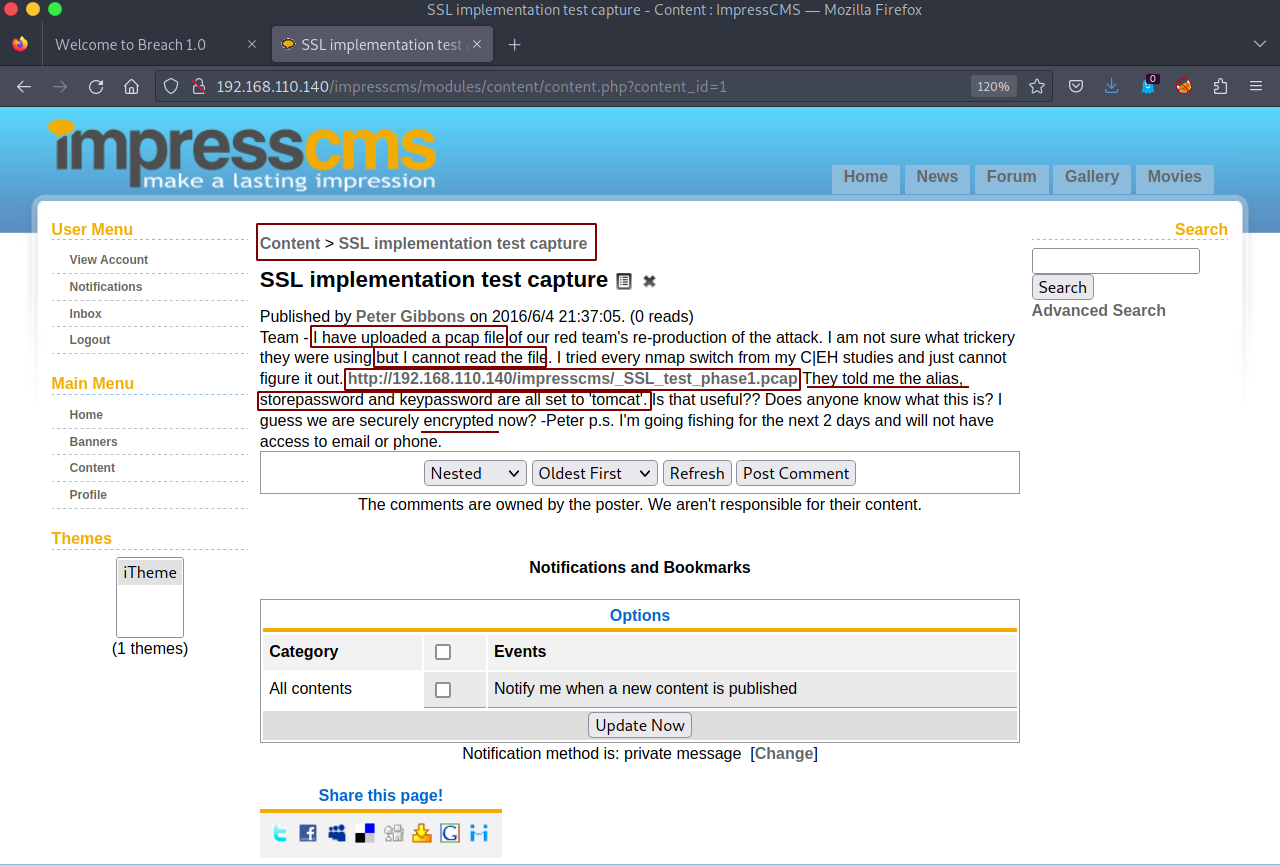 SSL implementation test capture - Content : ImpressCMS — Mozilla Firefox
Welcome to Breach 1.0
SSL implementation test
192.168.110.140/impresscms/modules/content/content.php?content_id=1
120%
0
impresscms
make a lasting impression
Home News Forum Gallery Movies
User Menu
View Account
Notifications
Inbox
Logout
Main Menu
Home
Banners
Content
Profile
Themes
iTheme
(1 themes)
Content > SSL implementation test capture
SSL implementation test capture
Published by Peter Gibbons on 2016/6/4 21:37:05. (0 reads)
Team - I have uploaded a pcap file of our red team's re-production of the attack. I am not sure what trickery
they were using but I cannot read the file. I tried every nmap switch from my C|EH studies and just cannot
figure it out. http://192.168.110.140/impresscms/_SSL_test_phase1.pcap They told me the alias,
storepassword and keypassword are all set to 'tomcat'. Is that useful?? Does anyone know what this is? I
guess we are securely encrypted now? -Peter p.s. I'm going fishing for the next 2 days and will not have
access to email or phone.
Nested Oldest First Refresh Post Comment
The comments are owned by the poster. We aren't responsible for their content.
Notifications and Bookmarks
Options
Category Events
All contents Notify me when a new content is published
Update Now
Notification method is: private message [Change]
Share this page!
Search
Search
Advanced Search